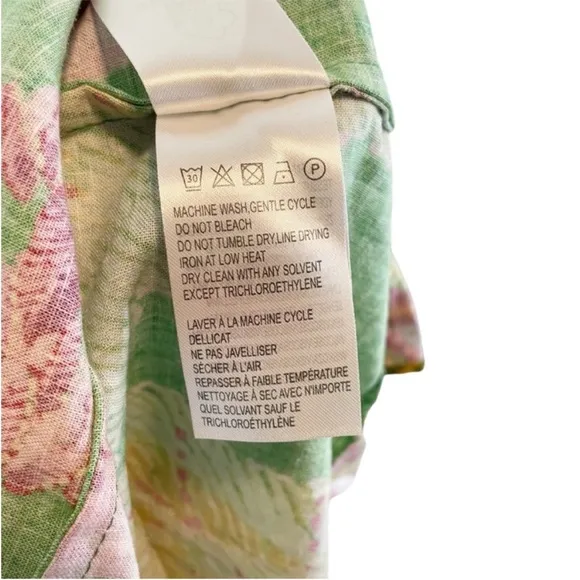 30 P
MACHINE WASH,GENTLE CYCLE
DO NOT BLEACH
DO NOT TUMBLE DRY,LINE DRYING
IRON AT LOW HEAT
DRY CLEAN WITH ANY SOLVENT
EXCEPT TRICHLOROETHYLENE
LAVER À LA MACHINE CYCLE
DELLICAT
NE PAS JAVELLISER
SÈCHER À L'AIR
REPASSER À FAIBLE TEMPÉRATURE
NETTOYAGE À SEC AVEC N'IMPORTE
QUEL SOLVANT SAUF LE
TRICHLOROÉTHYLÈNE